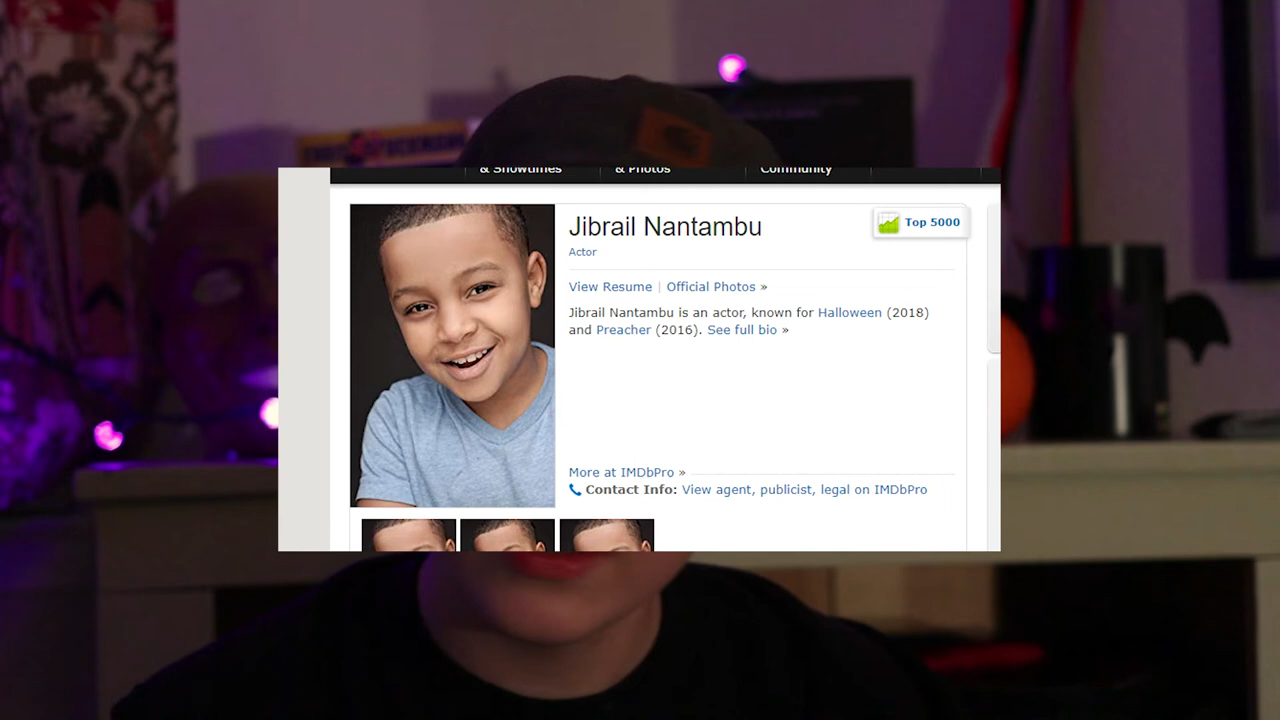 & Showtimes & Photos Community
Jibrail Nantambu
Top 5000
Actor
View Resume | Official Photos »
Jibrail Nantambu is an actor, known for Halloween (2018)
and Preacher (2016). See full bio »
More at IMDbPro »
Contact Info: View agent, publicist, legal on IMDbPro